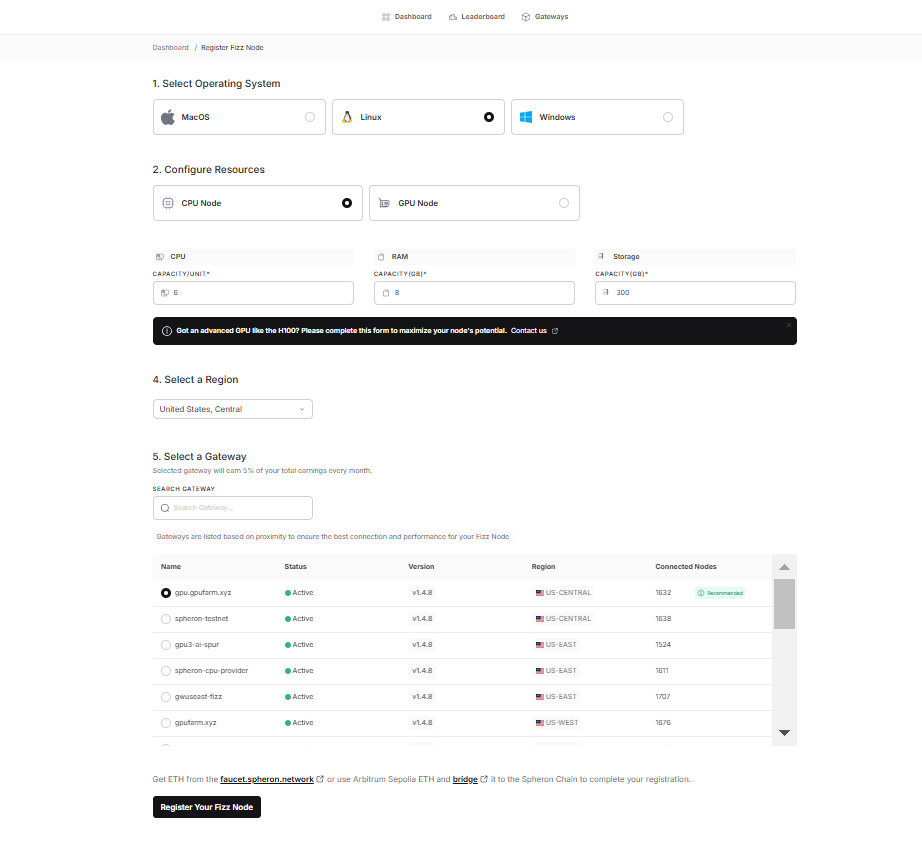 Dashboard Leaderboard Gateways
Dashboard / Register Fizz Node
1. Select Operating System
MacOS Linux Windows
2. Configure Resources
CPU Node GPU Node
CPU RAM Storage
CAPACITY/UNIT* CAPACITY(GB)* CAPACITY(GB)*
6 8 300
Got an advanced GPU like the H100? Please complete this form to maximize your node's potential. Contact us
4. Select a Region
United States, Central
5. Select a Gateway
Selected gateway will earn 5% of your total earnings every month.
SEARCH GATEWAY
Search Gateway...
Gateways are listed based on proximity to ensure the best connection and performance for your Fizz Node
Name Status Version Region Connected Nodes
gpu.gpufarm.xyz Active v1.4.8 US-CENTRAL 1632 Recommended
spheron-testnet Active v1.4.8 US-CENTRAL 1638
gpu3-ai-spur Active v1.4.8 US-EAST 1524
spheron-cpu-provider Active v1.4.8 US-EAST 1611
gwuseast-fizz Active v1.4.8 US-EAST 1707
gpufarm.xyz Active v1.4.8 US-WEST 1676
Get ETH from the faucet.spheron.network or use Arbitrum Sepolia ETH and bridge it to the Spheron Chain to complete your registration.
Register Your Fizz Node